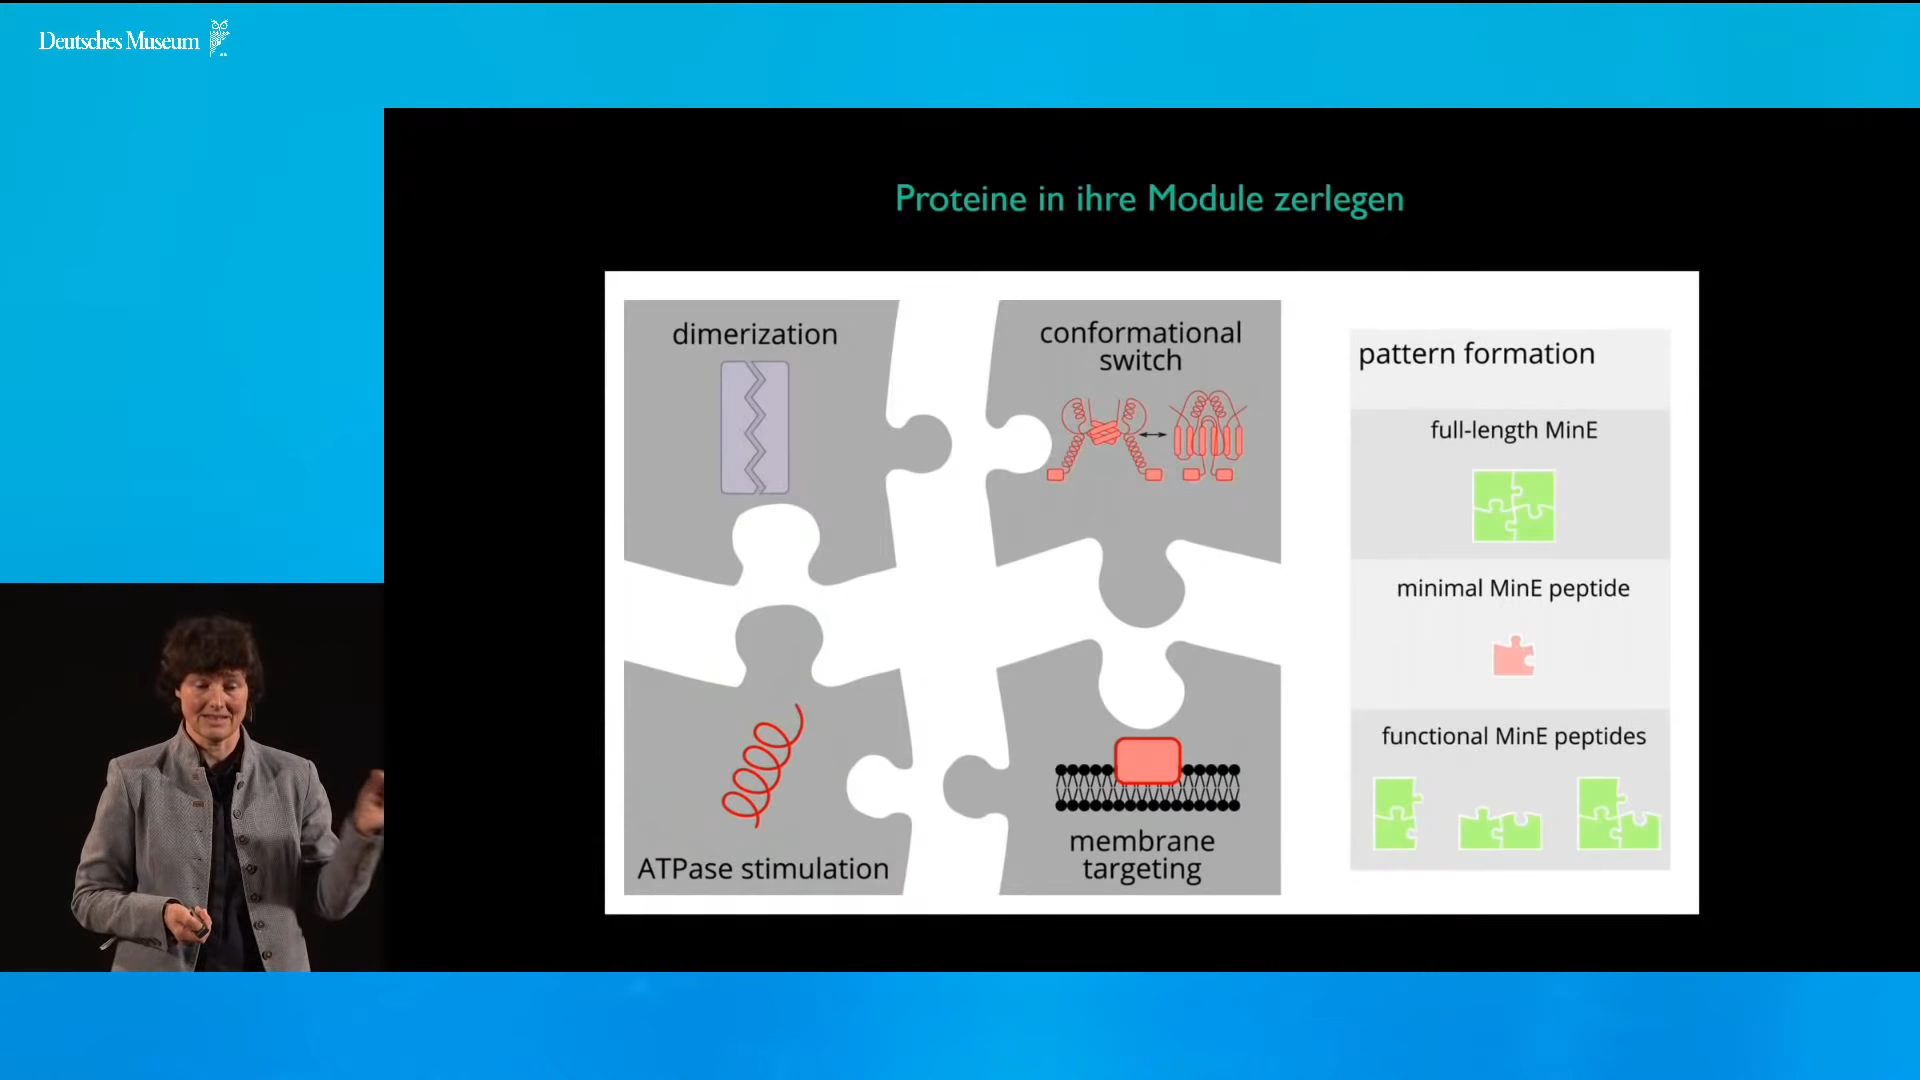 Deutsches Museum
Proteine in ihre Module zerlegen
dimerization
conformational
switch
ATPase stimulation
membrane
targeting
pattern formation
full-length MinE
minimal MinE peptide
functional MinE peptides